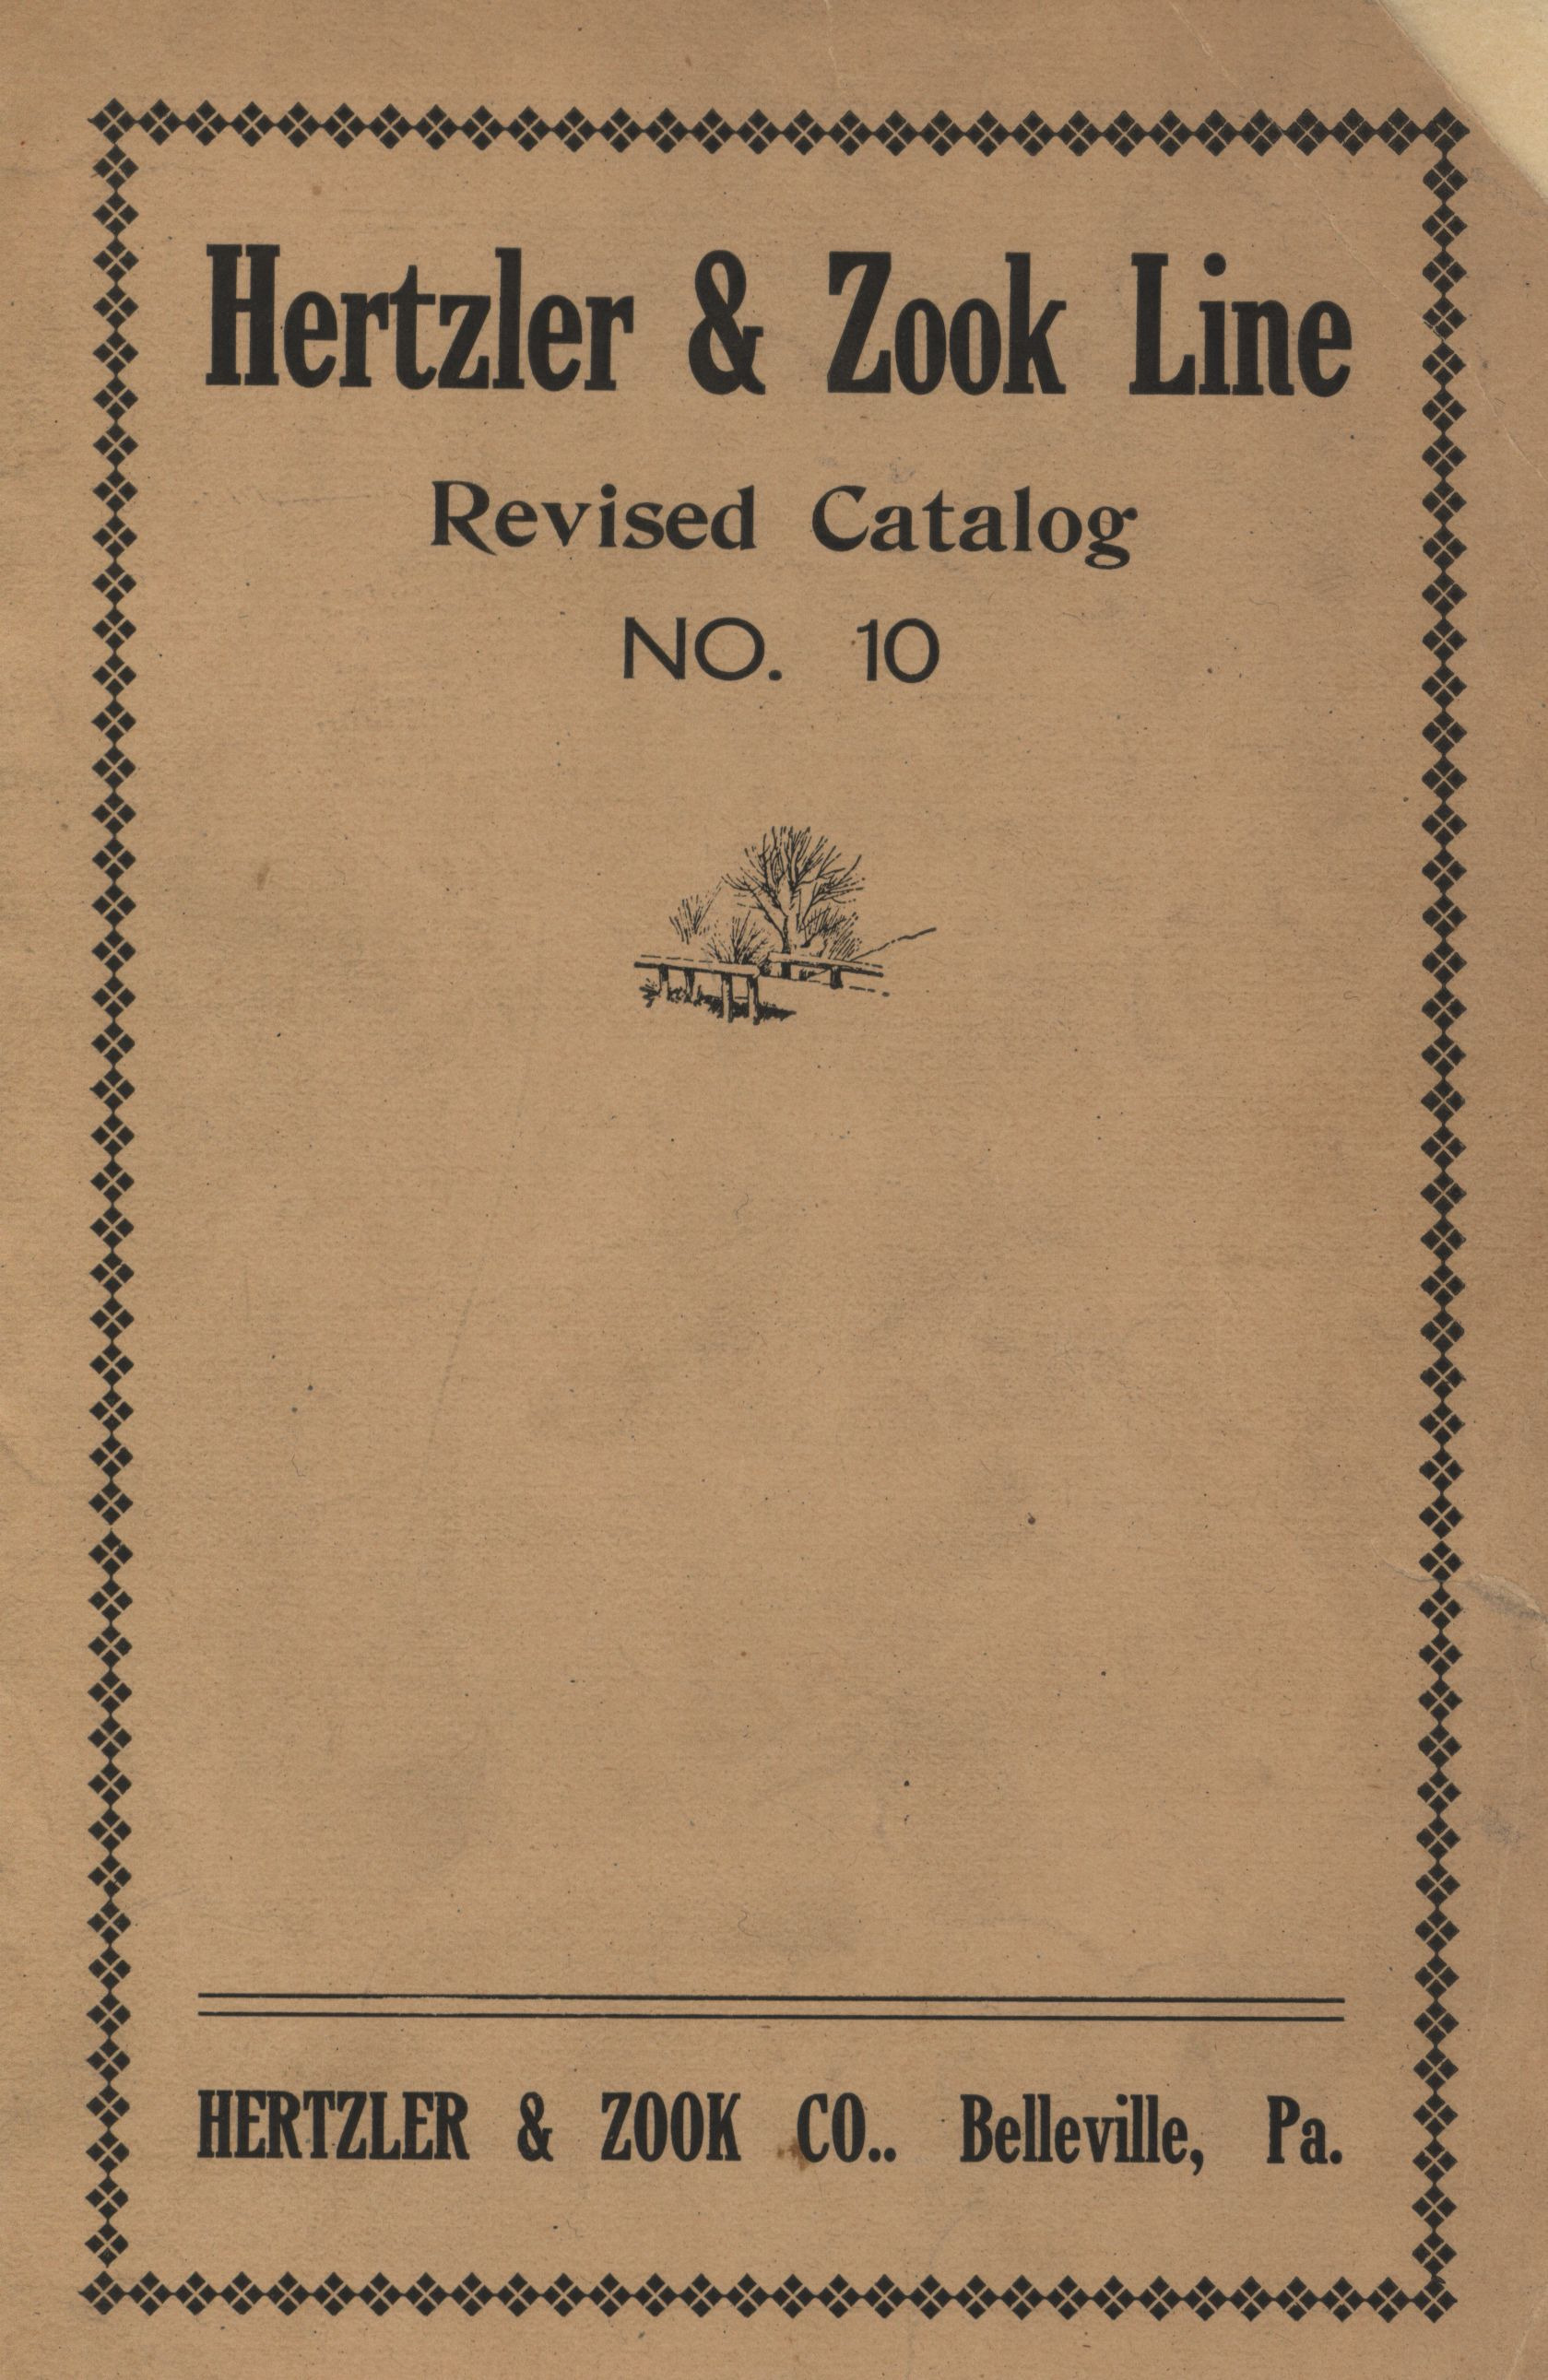 Hertzler & Zook Line
Revised Catalog
NO. 10
HERTZLER & ZOOK CO.. Belleville, Pa.